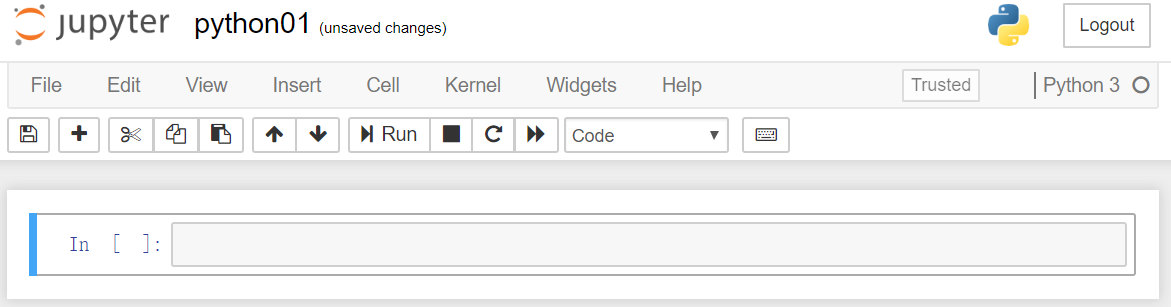 jupyter python01 (unsaved changes) Logout
File Edit View Insert Cell Kernel Widgets Help Trusted Python 3
Run Code
In [ ]: